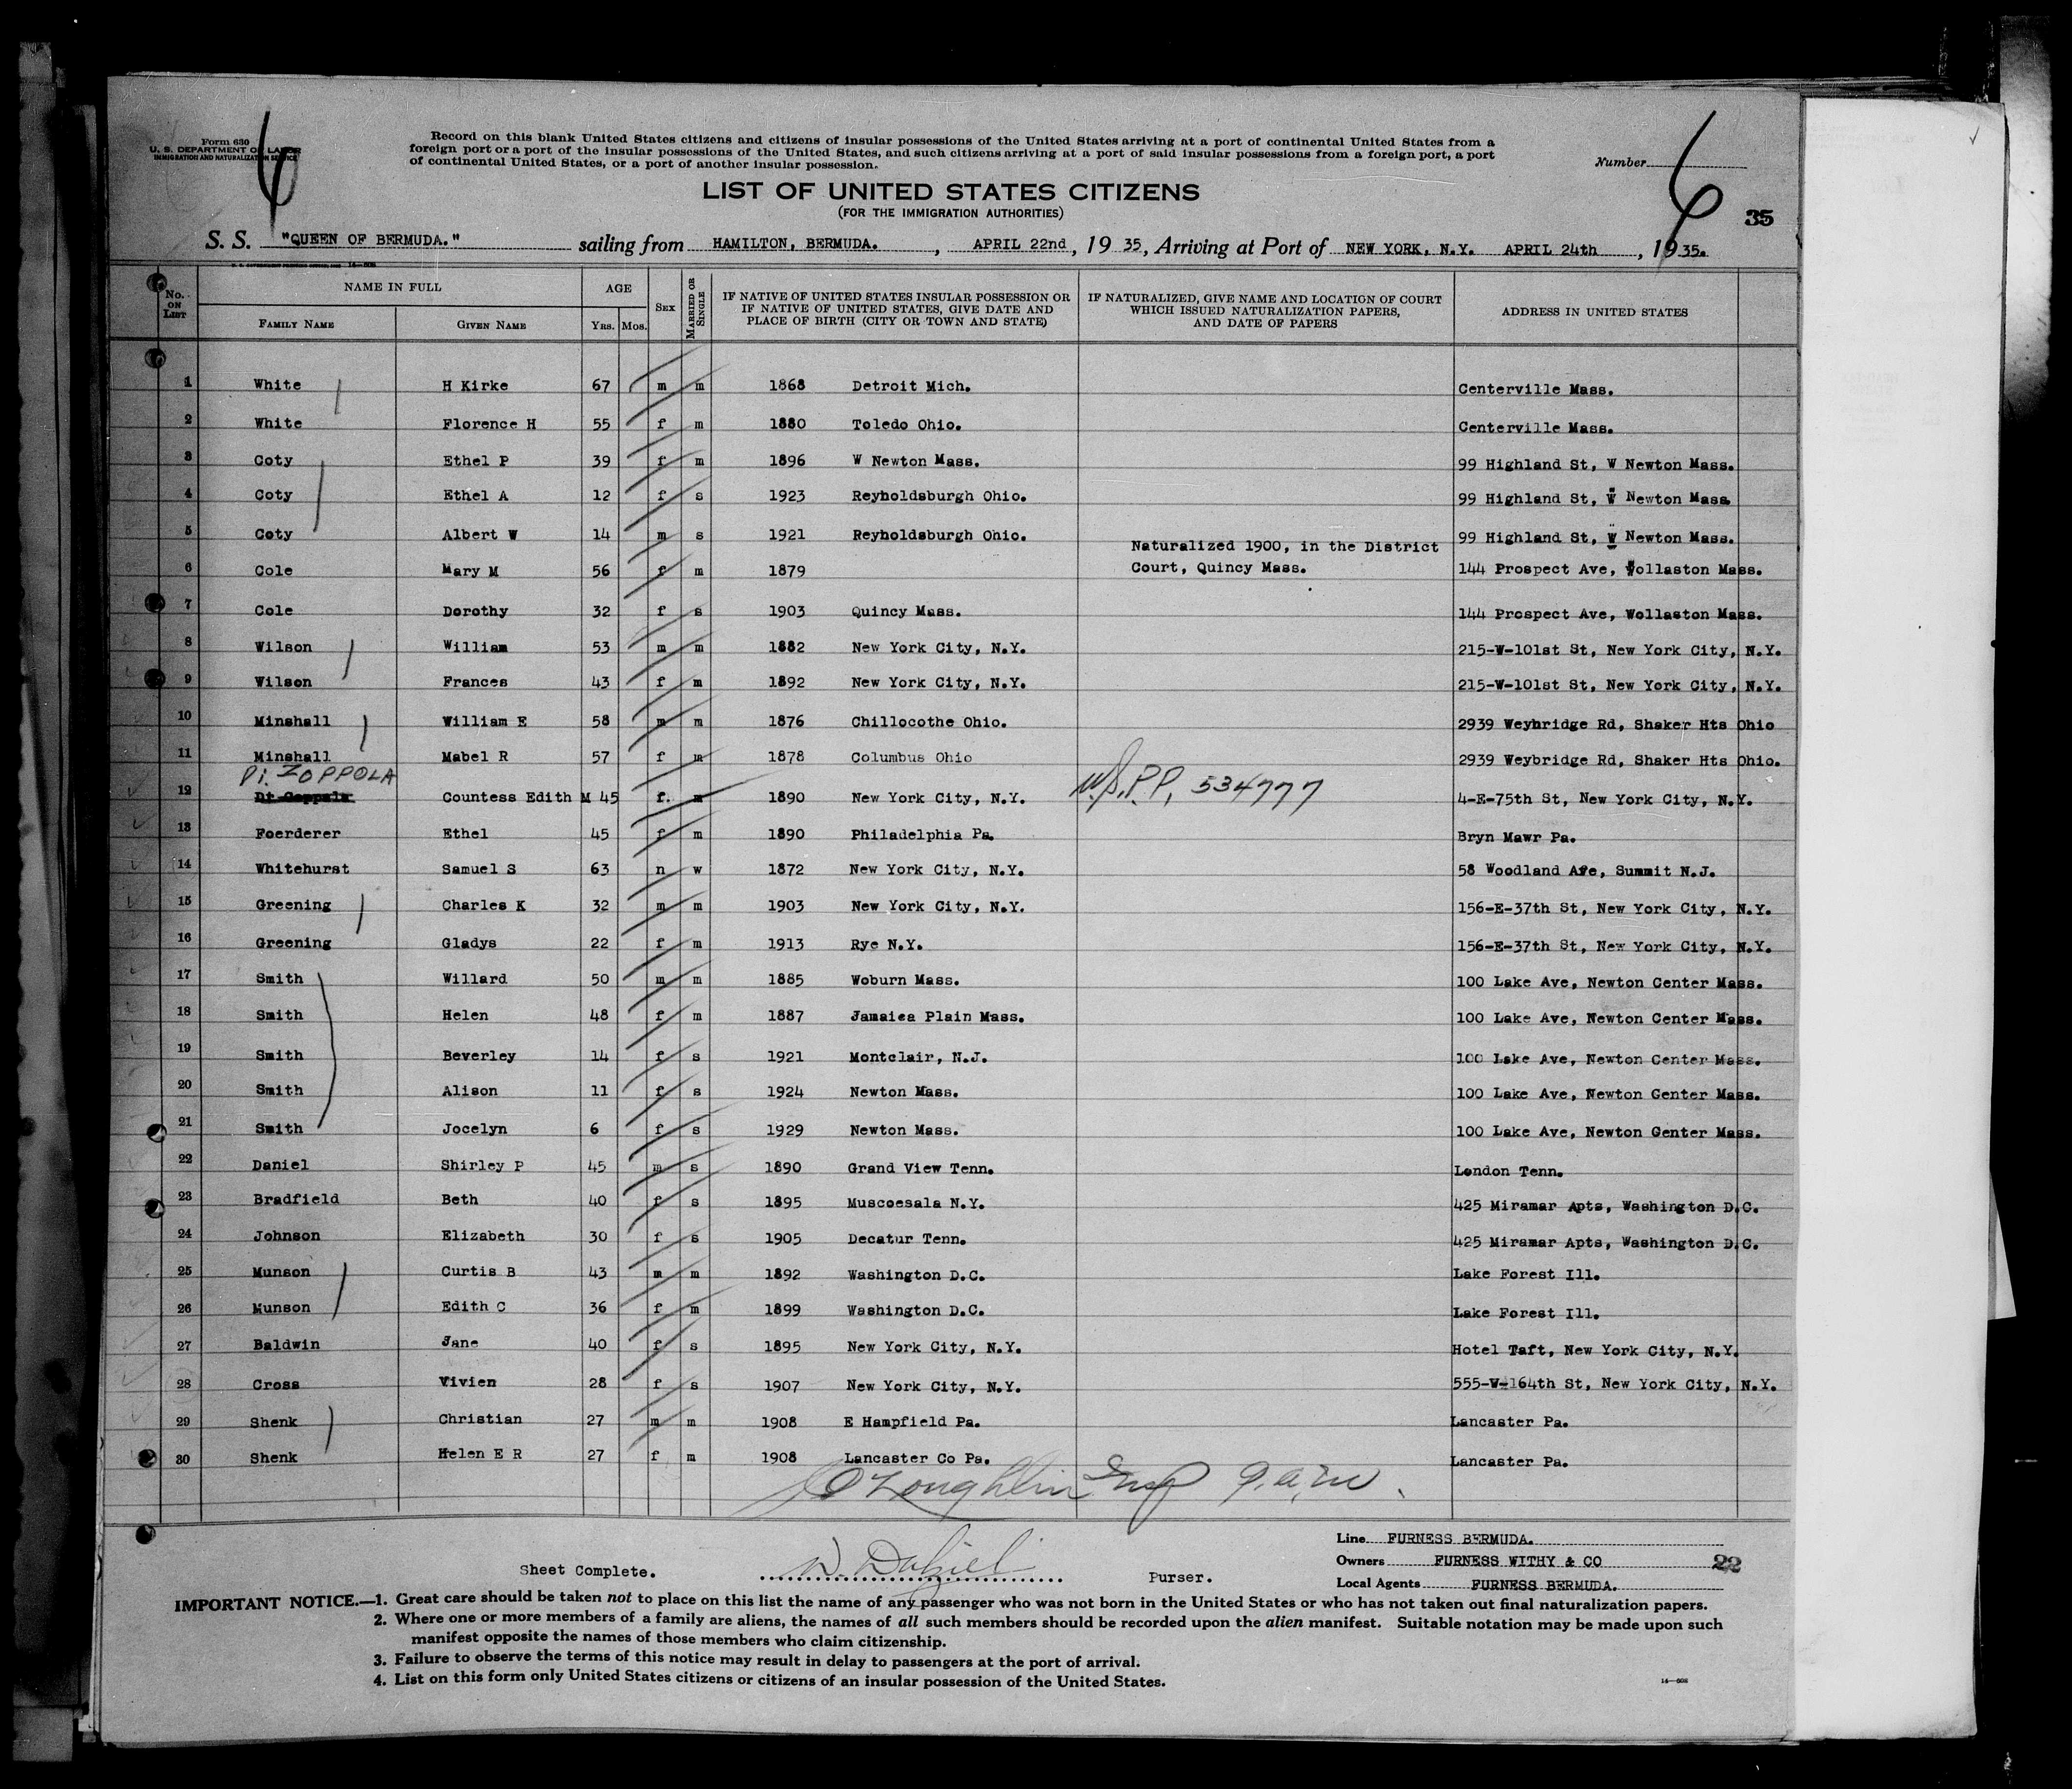 Form 630
U. S. DEPARTMENT OF LABOR
IMMIGRATION AND NATURALIZATION SERVICE
Record on this blank United States citizens and citizens of insular possessions of the United States arriving at a port of continental United States from a
foreign port or a port of the insular possessions of the United States, and such citizens arriving at a port of said insular possessions from a foreign port, a port
of continental United States, or a port of another insular possession.
Number 6
6
35
LIST OF UNITED STATES CITIZENS
(FOR THE IMMIGRATION AUTHORITIES)
S. S. "QUEEN OF BERMUDA." sailing from HAMILTON, BERMUDA., APRIL 22nd, 19 35, Arriving at Port of NEW YORK, N.Y. APRIL 24th, 19 35.
No. ON LIST NAME IN FULL AGE SEX MARRIED OR SINGLE IF NATIVE OF UNITED STATES INSULAR POSSESSION OR IF NATIVE OF UNITED STATES, GIVE DATE AND PLACE OF BIRTH (CITY OR TOWN AND STATE) IF NATURALIZED, GIVE NAME AND LOCATION OF COURT WHICH ISSUED NATURALIZATION PAPERS, AND DATE OF PAPERS ADDRESS IN UNITED STATES
FAMILY NAME GIVEN NAME YRS. MOS.
1 White H Kirke 67 m m 1868 Detroit Mich. Centerville Mass.
2 White Florence H 55 f m 1880 Toledo Ohio. Centerville Mass.
3 Coty Ethel P 39 f m 1896 W Newton Mass. 99 Highland St, W Newton Mass.
4 Coty Ethel A 12 f s 1923 Reyholdsburgh Ohio. 99 Highland St, W Newton Mass
5 Coty Albert W 14 m s 1921 Reyholdsburgh Ohio. 99 Highland St, W Newton Mass.
Naturalized 1900, in the District
6 Cole Mary M 56 f m 1879 Court, Quincy Mass. 144 Prospect Ave, Wollaston Mass.
7 Cole Dorothy 32 f s 1903 Quincy Mass. 144 Prospect Ave, Wollaston Mass.
8 Wilson William 53 m m 1882 New York City, N.Y. 215-W-101st St, New York City, N.Y.
9 Wilson Frances 43 f m 1892 New York City, N.Y. 215-W-101st St, New York City, N.Y.
10 Minshall William E 58 m m 1876 Chillocothe Ohio. 2939 Weybridge Rd, Shaker Hts Ohio
11 Minshall Mabel R 57 f m 1878 Columbus Ohio 2939 Weybridge Rd, Shaker Hts Ohio.
Di. ZOPPOLA
12 Countess Edith M 45 f. m 1890 New York City, N.Y. U.S.P.P. 534777 4-E-75th St, New York City, N.Y.
13 Foerderer Ethel 45 f m 1890 Philadelphia Pa. Bryn Mawr Pa.
14 Whitehurst Samuel S 63 n w 1872 New York City, N.Y. 58 Woodland Ave, Summit N.J.
15 Greening Charles K 32 m m 1903 New York City, N.Y. 156-E-37th St, New York City, N.Y.
16 Greening Gladys 22 f m 1913 Rye N.Y. 156-E-37th St, New York City, N.Y.
17 Smith Willard 50 m m 1885 Woburn Mass. 100 Lake Ave, Newton Center Mass.
18 Smith Helen 48 f m 1887 Jamaica Plain Mass. 100 Lake Ave, Newton Center Mass.
19 Smith Beverley 14 f s 1921 Montclair, N.J. 100 Lake Ave, Newton Center Mass.
20 Smith Alison 11 f s 1924 Newton Mass. 100 Lake Ave, Newton Center Mass.
21 Smith Jocelyn 6 f s 1929 Newton Mass. 100 Lake Ave, Newton Center Mass.
22 Daniel Shirley P 45 m s 1890 Grand View Tenn. London Tenn.
23 Bradfield Beth 40 f s 1895 Muscoesala N.Y. 425 Miramar Apts, Washington D.C.
24 Johnson Elizabeth 30 f s 1905 Decatur Tenn. 425 Miramar Apts, Washington D.C.
25 Munson Curtis B 43 m m 1892 Washington D.C. Lake Forest Ill.
26 Munson Edith C 36 f m 1899 Washington D.C. Lake Forest Ill.
27 Baldwin Jane 40 f s 1895 New York City, N.Y. Hotel Taft, New York City, N.Y.
28 Cross Vivien 28 f s 1907 New York City, N.Y. 555-W-164th St, New York City, N.Y.
29 Shenk Christian 27 m m 1908 E Hampfield Pa. Lancaster Pa.
30 Shenk Helen E R 27 f m 1908 Lancaster Co Pa. Lancaster Pa.
O'Loughlin Insp 9.a.m.
Line FURNESS BERMUDA.
Sheet Complete. Purser. Owners FURNESS WITHY & CO 22
Local Agents FURNESS BERMUDA.
IMPORTANT NOTICE.—1. Great care should be taken not to place on this list the name of any passenger who was not born in the United States or who has not taken out final naturalization papers.
2. Where one or more members of a family are aliens, the names of all such members should be recorded upon the alien manifest. Suitable notation may be made upon such
manifest opposite the names of those members who claim citizenship.
3. Failure to observe the terms of this notice may result in delay to passengers at the port of arrival.
4. List on this form only United States citizens or citizens of an insular possession of the United States.